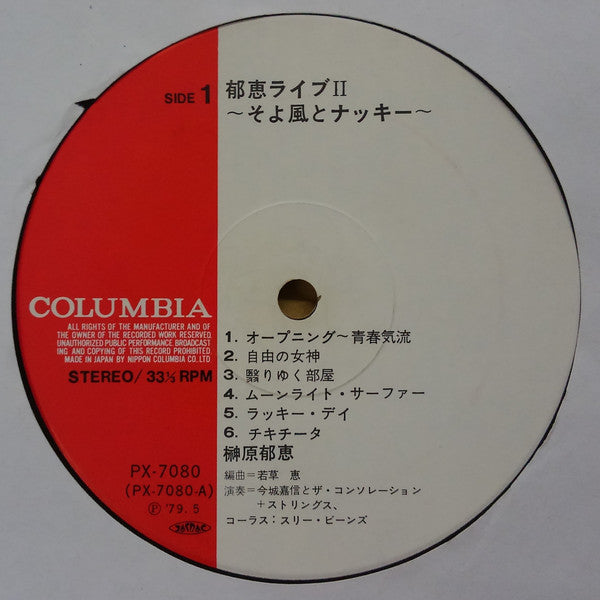 SIDE 1
郁恵ライブII
～そよ風とナッキー～
COLUMBIA
ALL RIGHTS OF THE MANUFACTURER AND OF
THE OWNER OF THE RECORDED WORK RESERVED.
UNAUTHORIZED PUBLIC PERFORMANCE BROADCAST
ING AND COPYING OF THIS RECORD PROHIBITED.
MADE IN JAPAN BY NIPPON COLUMBIA CO.,LTD
STEREO/33⅓RPM
1. オープニング～青春気流
2. 自由の女神
3. 翳りゆく部屋
4. ムーンライト・サーファー
5. ラッキー・デイ
6. チキチータ
榊原郁恵
編曲＝若草 恵
演奏＝今城嘉信とザ・コンソレーション
＋ストリングス、
コーラス：スリー・ビーンズ
PX-7080
(PX-7080-A)
Ⓟ '79.5
JASRAC